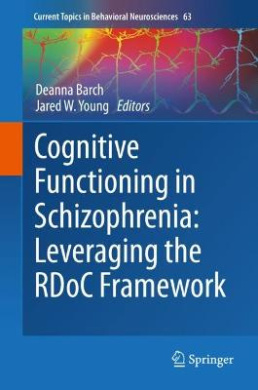 Current Topics in Behavioral Neurosciences 63
Deanna Barch
Jared W. Young Editors
Cognitive
Functioning in
Schizophrenia:
Leveraging the
RDoC Framework
Springer